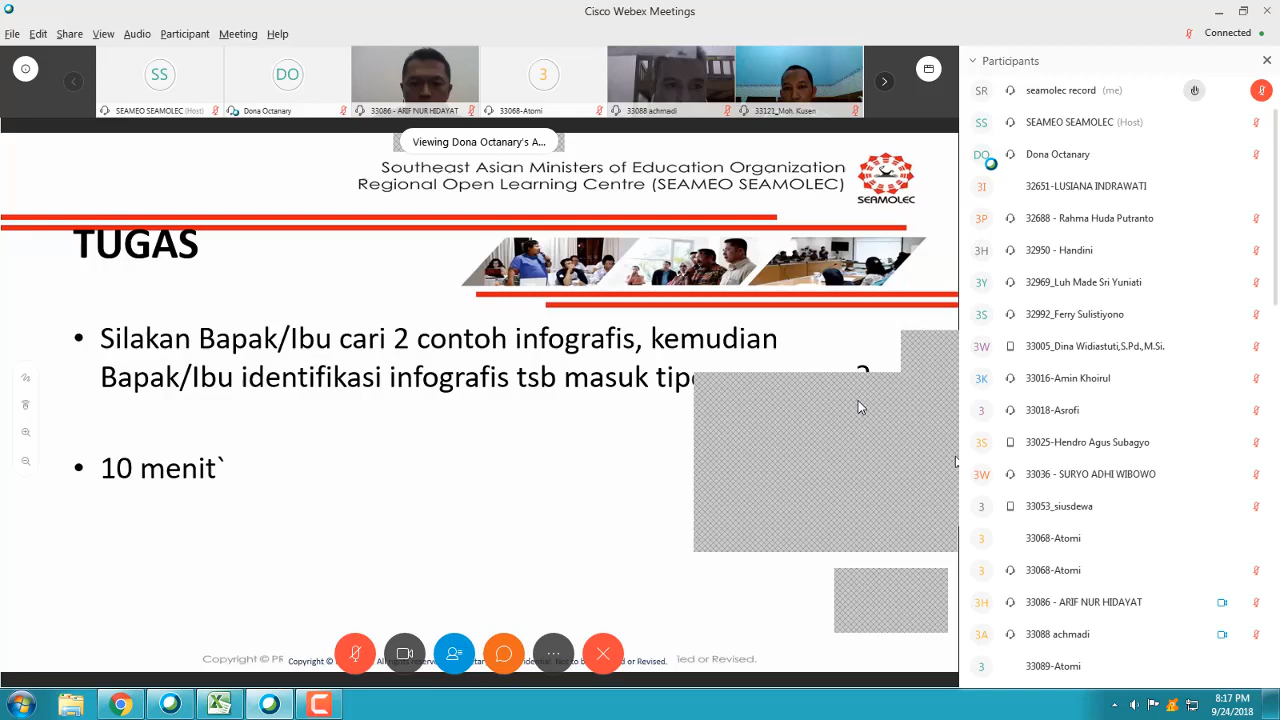 Cisco Webex Meetings
File Edit Share View Audio Participant Meeting Help
Connected
SS
DO
3
SEAMEO SEAMOLEC (Host)
Dona Octanary
33086 - ARIF NUR HIDAYAT
33068-Atomi
33088 achmadi
33121_Moh. Kusen
Viewing Dona Octanary's A...
Southeast Asian Ministers of Education Organization
Regional Open Learning Centre (SEAMEO SEAMOLEC)
SEAMOLEC
TUGAS
• Silakan Bapak/Ibu cari 2 contoh infografis, kemudian
Bapak/Ibu identifikasi infografis tsb masuk tipe
• 10 menit`
Copyright ©
Copyright ©
All rights
Not to
or Revised.
or Revised.
Participants
SR seamolec record (me)
SS SEAMEO SEAMOLEC (Host)
DO Dona Octanary
3I 32651-LUSIANA INDRAWATI
3P 32688 - Rahma Huda Putranto
3H 32950 - Handini
3Y 32969_Luh Made Sri Yuniati
3S 32992_Ferry Sulistiyono
3W 33005_Dina Widiastuti,S.Pd.,M.Si.
3K 33016-Amin Khoirul
3 33018-Asrofi
3S 33025-Hendro Agus Subagyo
3W 33036 - SURYO ADHI WIBOWO
3 33053_siusdewa
3 33068-Atomi
3 33068-Atomi
3H 33086 - ARIF NUR HIDAYAT
3A 33088 achmadi
3 33089-Atomi
8:17 PM
9/24/2018